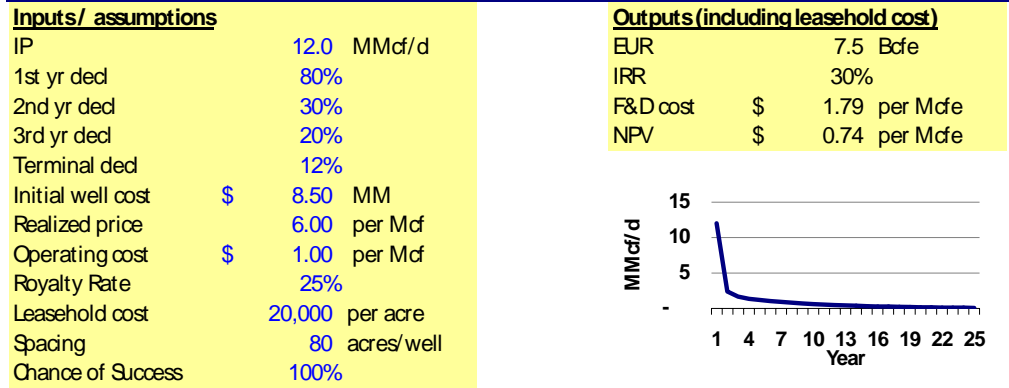 Inputs / assumptions
IP 12.0 MMcf/d
1st yr decl 80%
2nd yr decl 30%
3rd yr decl 20%
Terminal decl 12%
Initial well cost $ 8.50 MM
Realized price 6.00 per Mcf
Operating cost $ 1.00 per Mcf
Royalty Rate 25%
Leasehold cost 20,000 per acre
Spacing 80 acres/well
Chance of Success 100%
Outputs (including leasehold cost)
EUR 7.5 Bcfe
IRR 30%
F&D cost $ 1.79 per Mcfe
NPV $ 0.74 per Mcfe
MMcf/d
15
10
5
-
1 4 7 10 13 16 19 22 25
Year